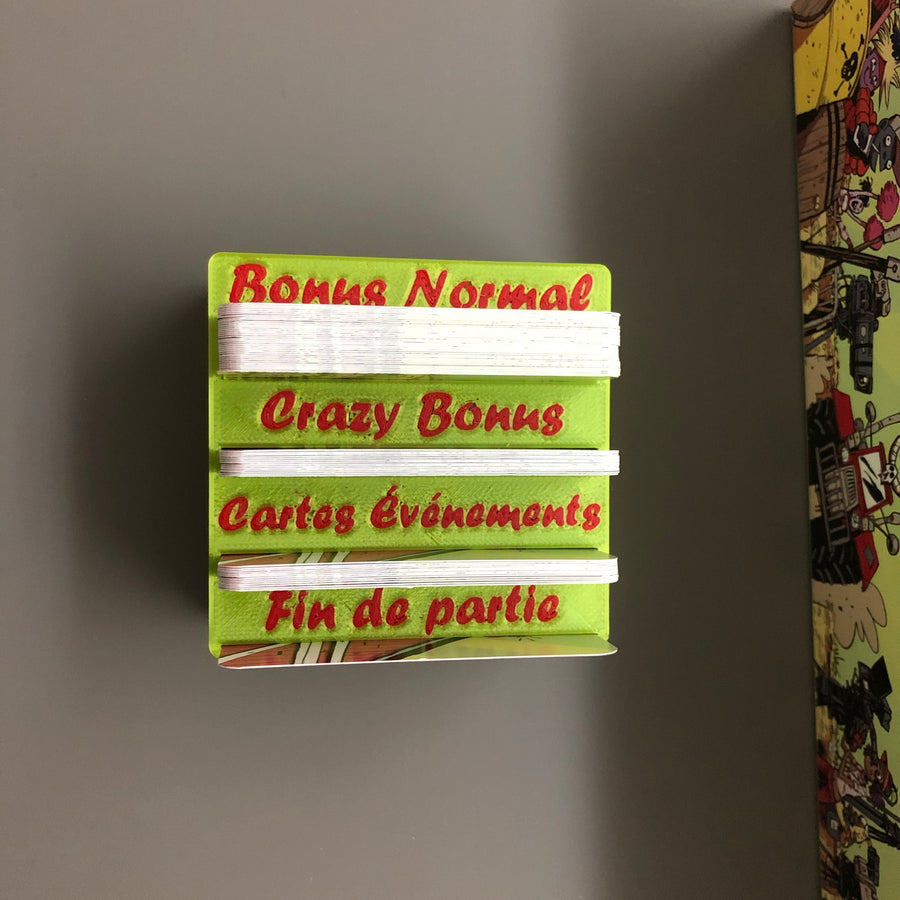 Bonus Normal
Crazy Bonus
Cartes Événements
Fin de partie